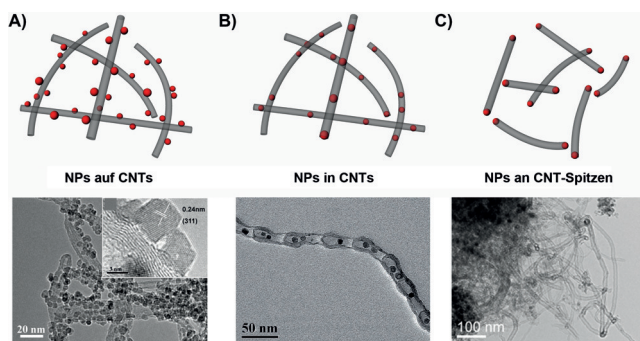 A)
B)
C)
NPs auf CNTs
NPs in CNTs
NPs an CNT-Spitzen
0.24nm
(311)
20 nm
50 nm
100 nm